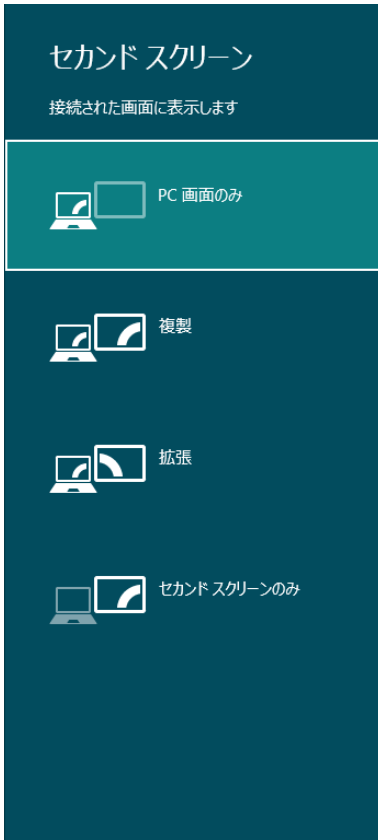 セカンド スクリーン
接続された画面に表示します
PC 画面のみ
複製
拡張
セカンド スクリーンのみ